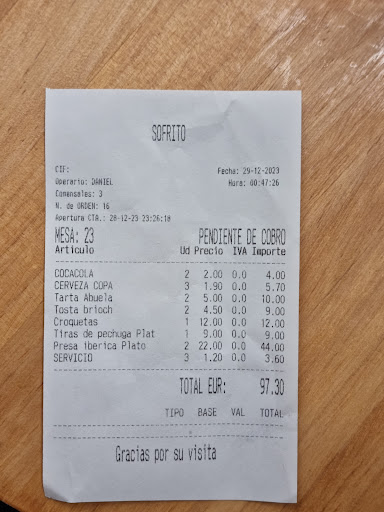 SOFRITO
CIF: Fecha: 29-12-2023
Operario: DANIEL Hora: 00:47:26
Comensales: 3
N. de ORDEN: 16
Apertura CTA.: 28-12-23 23:26:18
MESA: 23 PENDIENTE DE COBRO
Articulo Ud Precio IVA Importe
COCACOLA 2 2.00 0.0 4.00
CERVEZA COPA 3 1.90 0.0 5.70
Tarta Abuela 2 5.00 0.0 10.00
Tosta brioch 2 4.50 0.0 9.00
Croquetas 1 12.00 0.0 12.00
Tiras de pechuga Plat 1 9.00 0.0 9.00
Presa iberica Plato 2 22.00 0.0 44.00
SERVICIO 3 1.20 0.0 3.60
TOTAL EUR: 97.30
TIPO BASE VAL TOTAL
Gracias por su visita